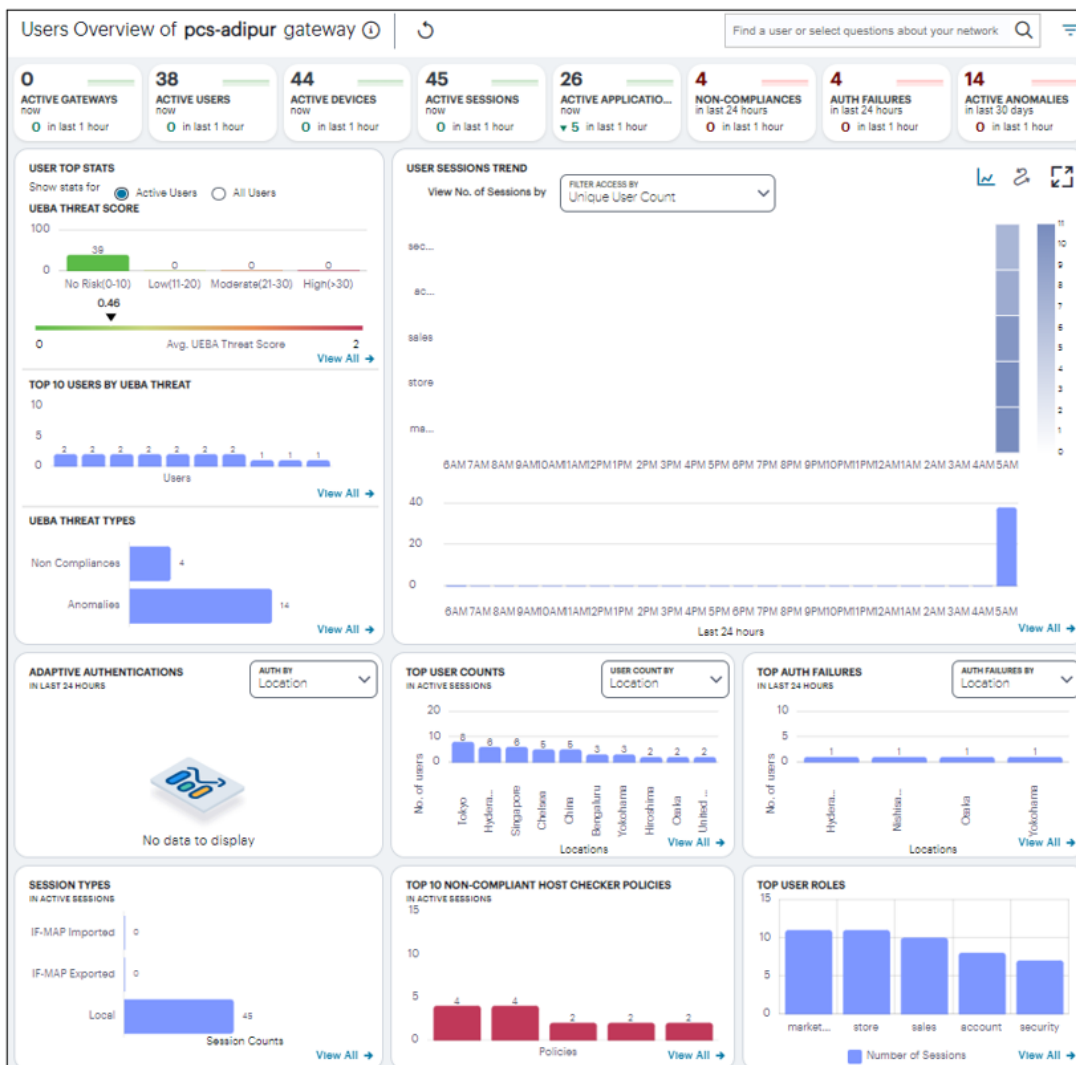 Users Overview of pcs-adipur gateway
Find a user or select questions about your network
0
ACTIVE GATEWAYS
now
0 in last 1 hour
38
ACTIVE USERS
now
0 in last 1 hour
44
ACTIVE DEVICES
now
0 in last 1 hour
45
ACTIVE SESSIONS
now
0 in last 1 hour
26
ACTIVE APPLICATIO...
now
▾ 5 in last 1 hour
4
NON-COMPLIANCES
in last 24 hours
0 in last 1 hour
4
AUTH FAILURES
in last 24 hours
0 in last 1 hour
14
ACTIVE ANOMALIES
in last 30 days
0 in last 1 hour
USER TOP STATS
Show stats for Active Users All Users
UEBA THREAT SCORE
100
0
39 0 0 0
No Risk(0-10) Low(11-20) Moderate(21-30) High(>30)
0.46
0 Avg. UEBA Threat Score 2
View All →
TOP 10 USERS BY UEBA THREAT
10
5
0
2 2 2 2 2 2 2 1 1 1
Users
View All →
UEBA THREAT TYPES
Non Compliances 4
Anomalies 14
View All →
USER SESSIONS TREND
View No. of Sessions by
FILTER ACCESS BY
Unique User Count
sec...
ac...
sales
store
ma...
11
10
9
8
7
6
5
4
3
2
1
0
6AM 7AM 8AM 9AM 10AM 11AM 12PM 1PM 2PM 3PM 4PM 5PM 6PM 7PM 8PM 9PM 10PM 11PM 12AM 1AM 2AM 3AM 4AM 5AM
40
20
0
6AM 7AM 8AM 9AM 10AM 11AM 12PM 1PM 2PM 3PM 4PM 5PM 6PM 7PM 8PM 9PM 10PM 11PM 12AM 1AM 2AM 3AM 4AM 5AM
Last 24 hours
View All →
ADAPTIVE AUTHENTICATIONS
IN LAST 24 HOURS
AUTH BY
Location
No data to display
TOP USER COUNTS
IN ACTIVE SESSIONS
USER COUNT BY
Location
No. of users
20
10
0
8 6 6 5 5 3 3 2 2 2
Tokyo
Hydera...
Singapore
Chelsea
China
Bengaluru
Yokohama
Hiroshima
Osaka
United ...
Locations
View All →
TOP AUTH FAILURES
IN LAST 24 HOURS
AUTH FAILURES BY
Location
No. of users
10
5
0
1 1 1 1
Hydera...
Nishisa...
Osaka
Yokohama
Locations
View All →
SESSION TYPES
IN ACTIVE SESSIONS
IF-MAP Imported 0
IF-MAP Exported 0
Local 45
Session Counts
View All →
TOP 10 NON-COMPLIANT HOST CHECKER POLICIES
IN ACTIVE SESSIONS
15
10
5
0
4 4 2 2 2
Policies
View All →
TOP USER ROLES
15
10
5
0
market... store sales account security
Number of Sessions
View All →